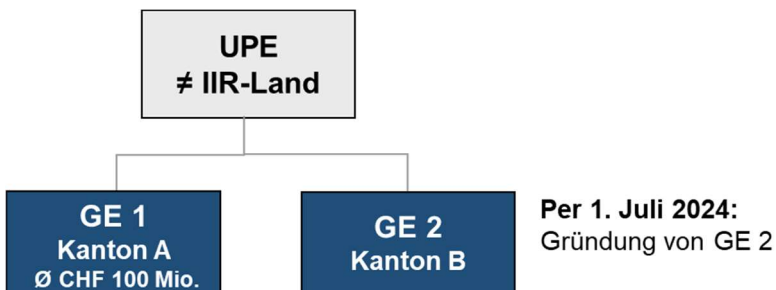 UPE
≠ IIR-Land
GE 1
Kanton A
Ø CHF 100 Mio.
GE 2
Kanton B
Per 1. Juli 2024:
Gründung von GE 2